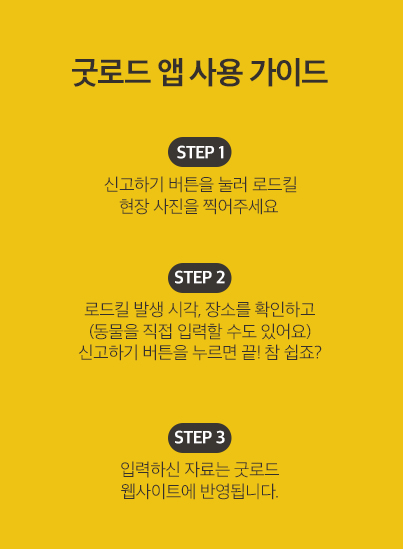 굿로드 앱 사용 가이드
STEP 1
신고하기 버튼을 눌러 로드킬
현장 사진을 찍어주세요
STEP 2
로드킬 발생 시각, 장소를 확인하고
(동물을 직접 입력할 수도 있어요)
신고하기 버튼을 누르면 끝! 참 쉽죠?
STEP 3
입력하신 자료는 굿로드
웹사이트에 반영됩니다.